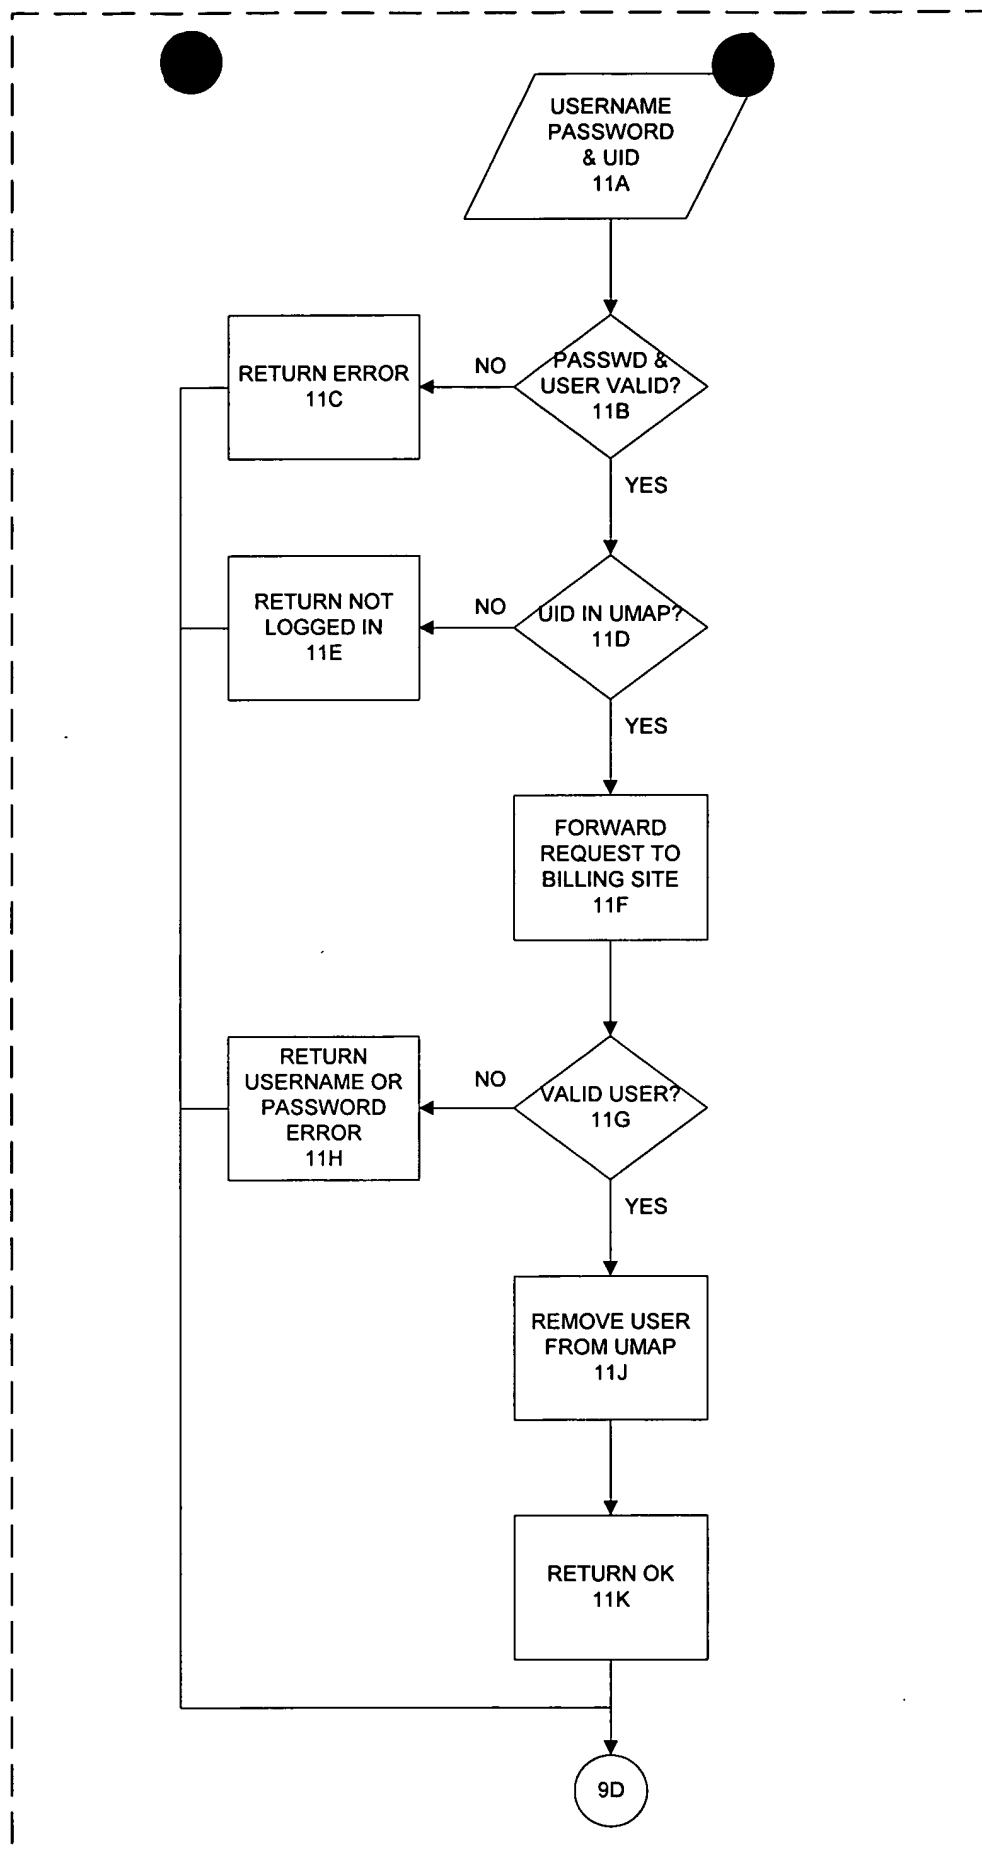 USERNAME
PASSWORD
& UID
11A
PASSWD &
USER VALID?
11B
NO
RETURN ERROR
11C
YES
UID IN UMAP?
11D
NO
RETURN NOT
LOGGED IN
11E
YES
FORWARD
REQUEST TO
BILLING SITE
11F
VALID USER?
11G
NO
RETURN
USERNAME OR
PASSWORD
ERROR
11H
YES
REMOVE USER
FROM UMAP
11J
RETURN OK
11K
9D